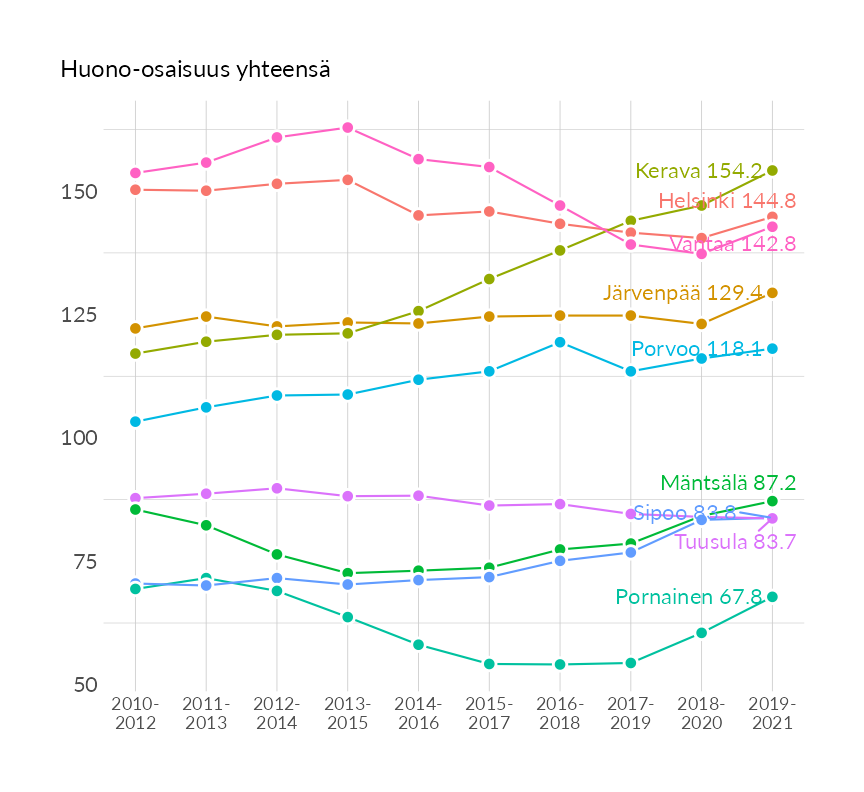 Huono-osaisuus yhteensä
Kerava 154.2
150
Helsinki 144.8
Vantaa 142.8
Järvenpää 129.4
125
Porvoo 118.1
100
Mäntsälä 87.2
Sipoo 83.8
Tuusula 83.7
75
Pornainen 67.8
50
2010- 2011- 2012- 2013- 2014- 2015- 2016- 2017- 2018- 2019-
2012 2013 2014 2015 2016 2017 2018 2019 2020 2021